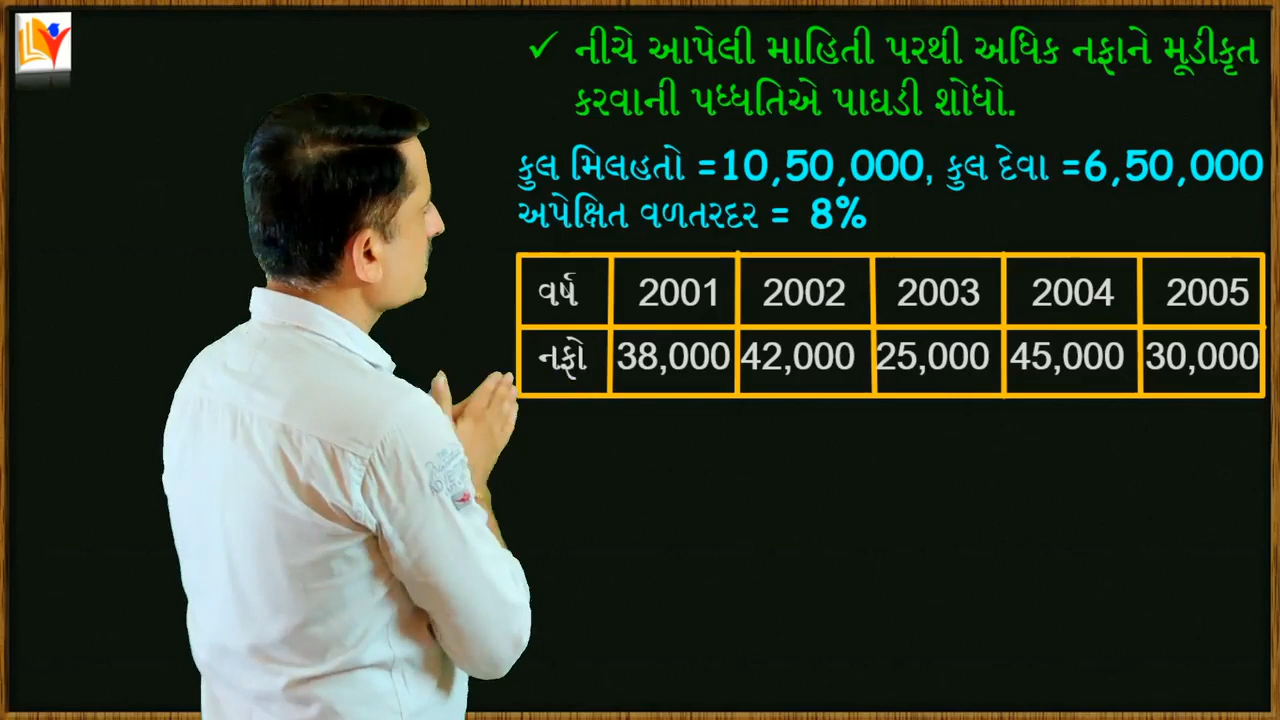 ✓ નીચે આપેલી માહિતી પરથી અધિક નફાને મૂડીકૃત
કરવાની પધ્ધતિએ પાઘડી શોધો.
કુલ મિલહતો =10,50,000, કુલ દેવા =6,50,000
અપેક્ષિત વળતરદર = 8%
વર્ષ 2001 2002 2003 2004 2005
નફો 38,000 42,000 25,000 45,000 30,000